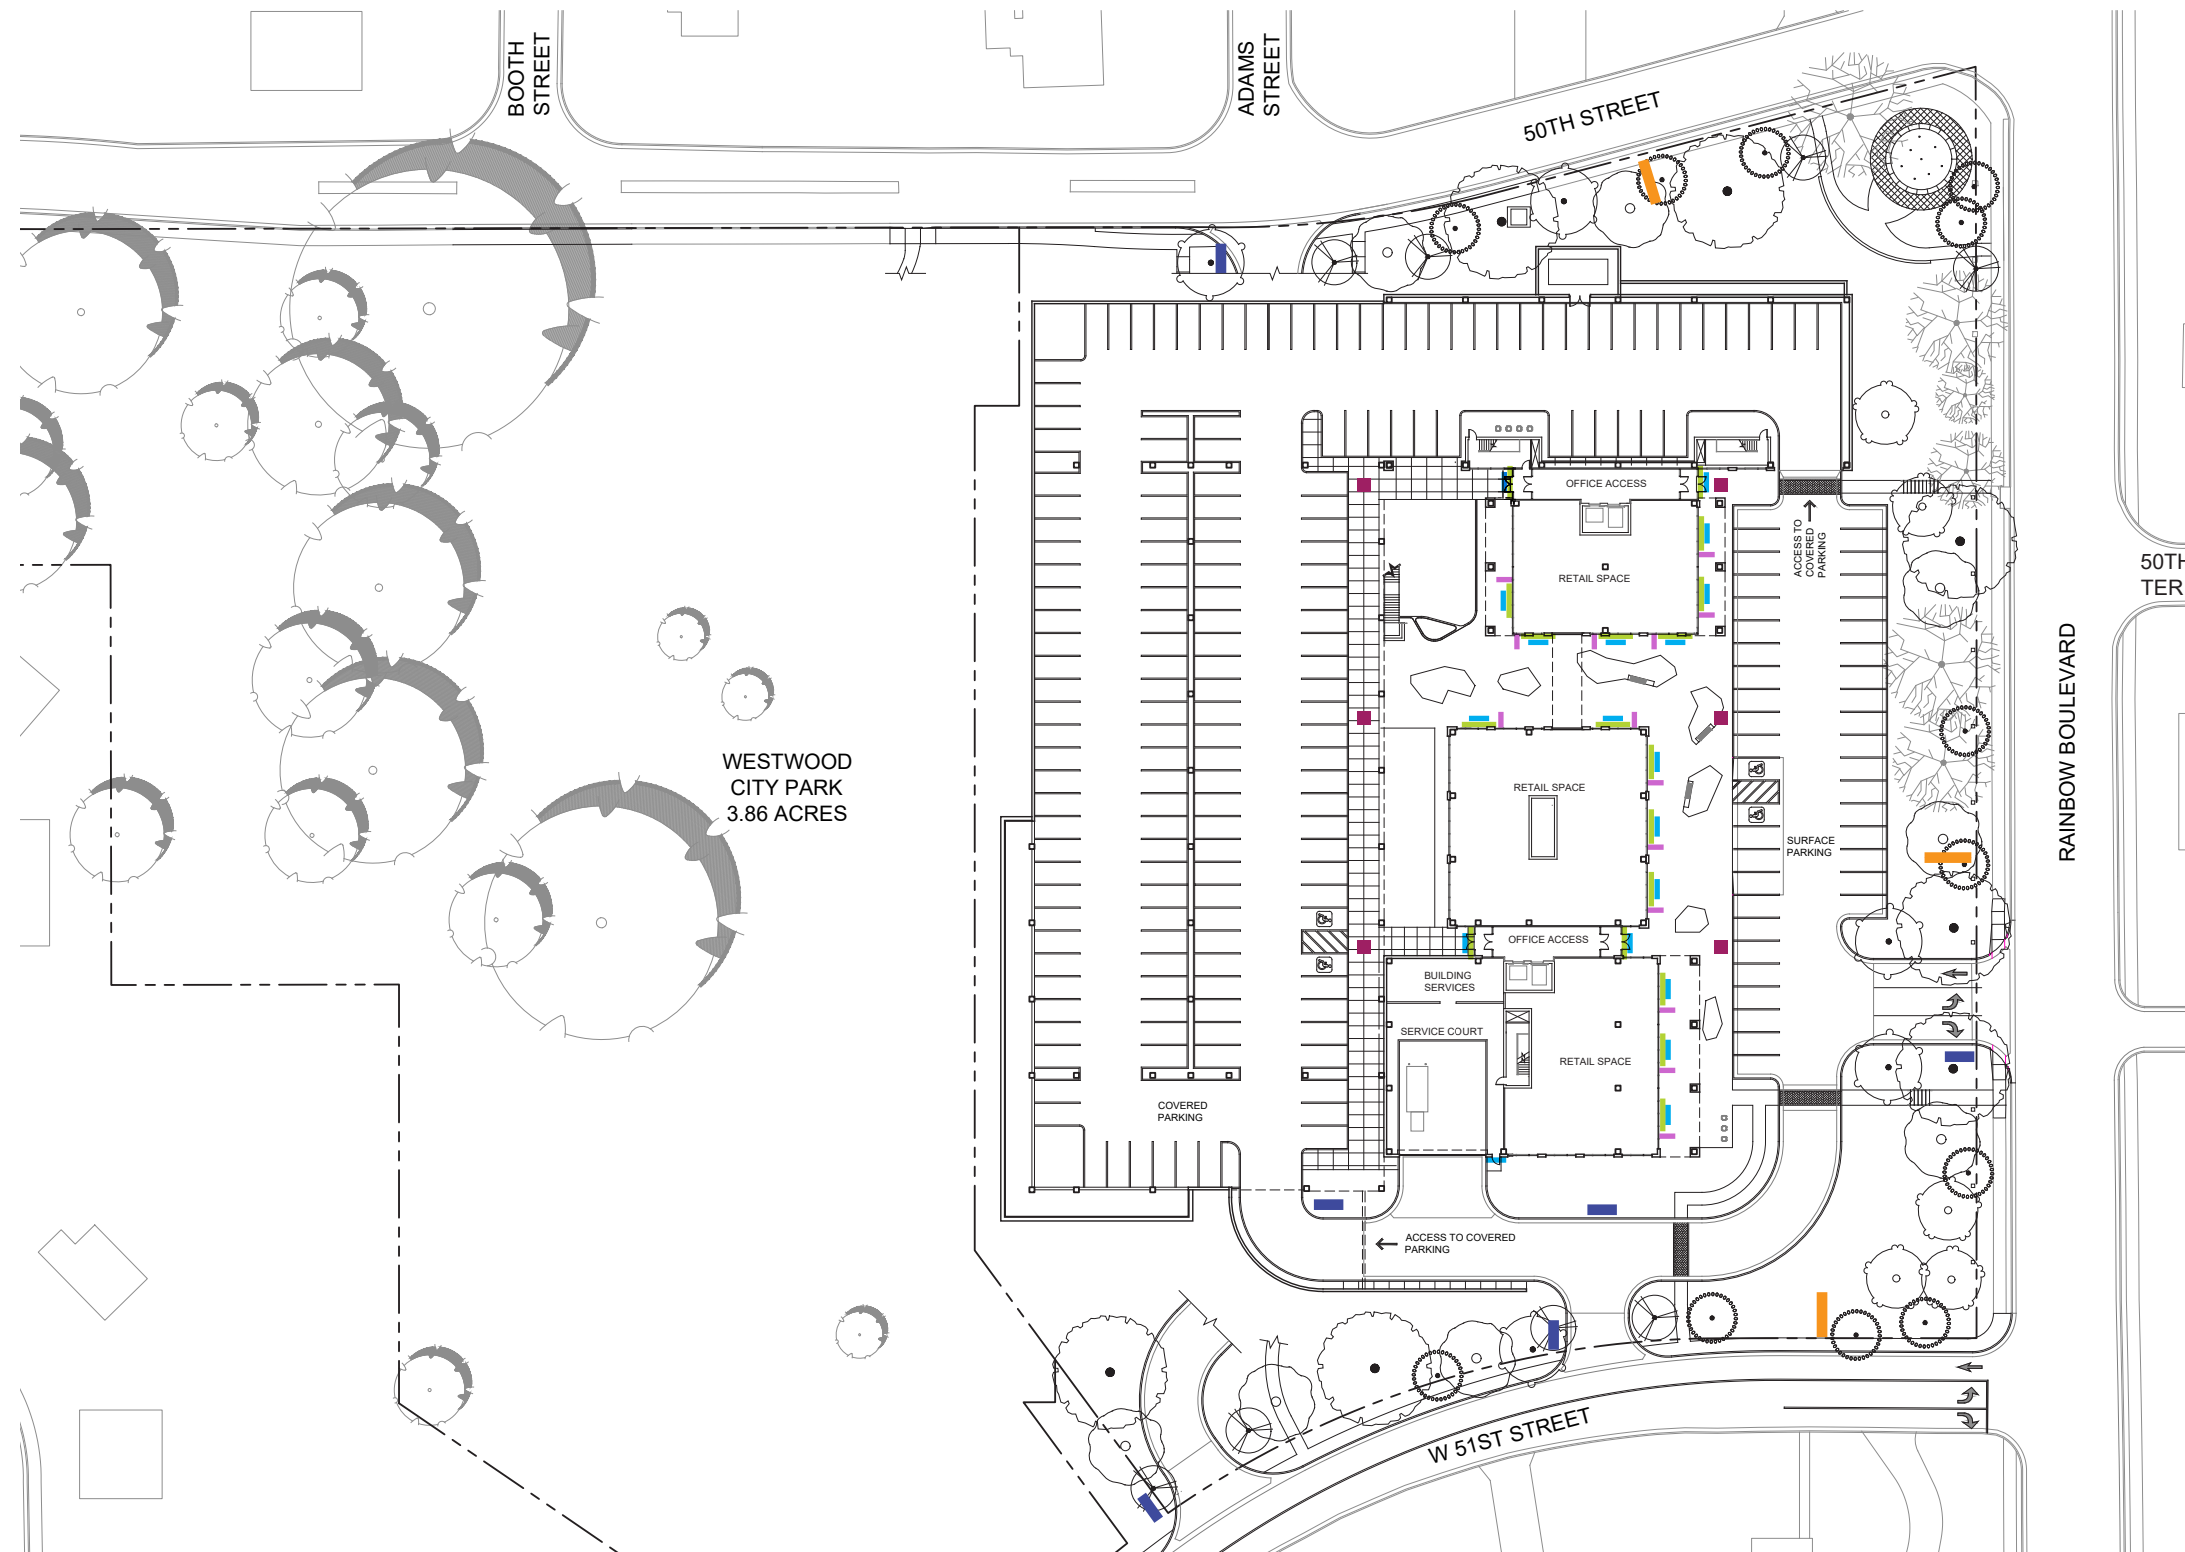 BOOTH
STREET
ADAMS
STREET
50TH STREET
OFFICE ACCESS
ACCESS TO
COVERED
PARKING
RETAIL SPACE
50TH
TER
RAINBOW BOULEVARD
WESTWOOD
CITY PARK
3.86 ACRES
RETAIL SPACE
SURFACE
PARKING
OFFICE ACCESS
BUILDING
SERVICES
SERVICE COURT
RETAIL SPACE
COVERED
PARKING
ACCESS TO COVERED
PARKING
W 51ST STREET